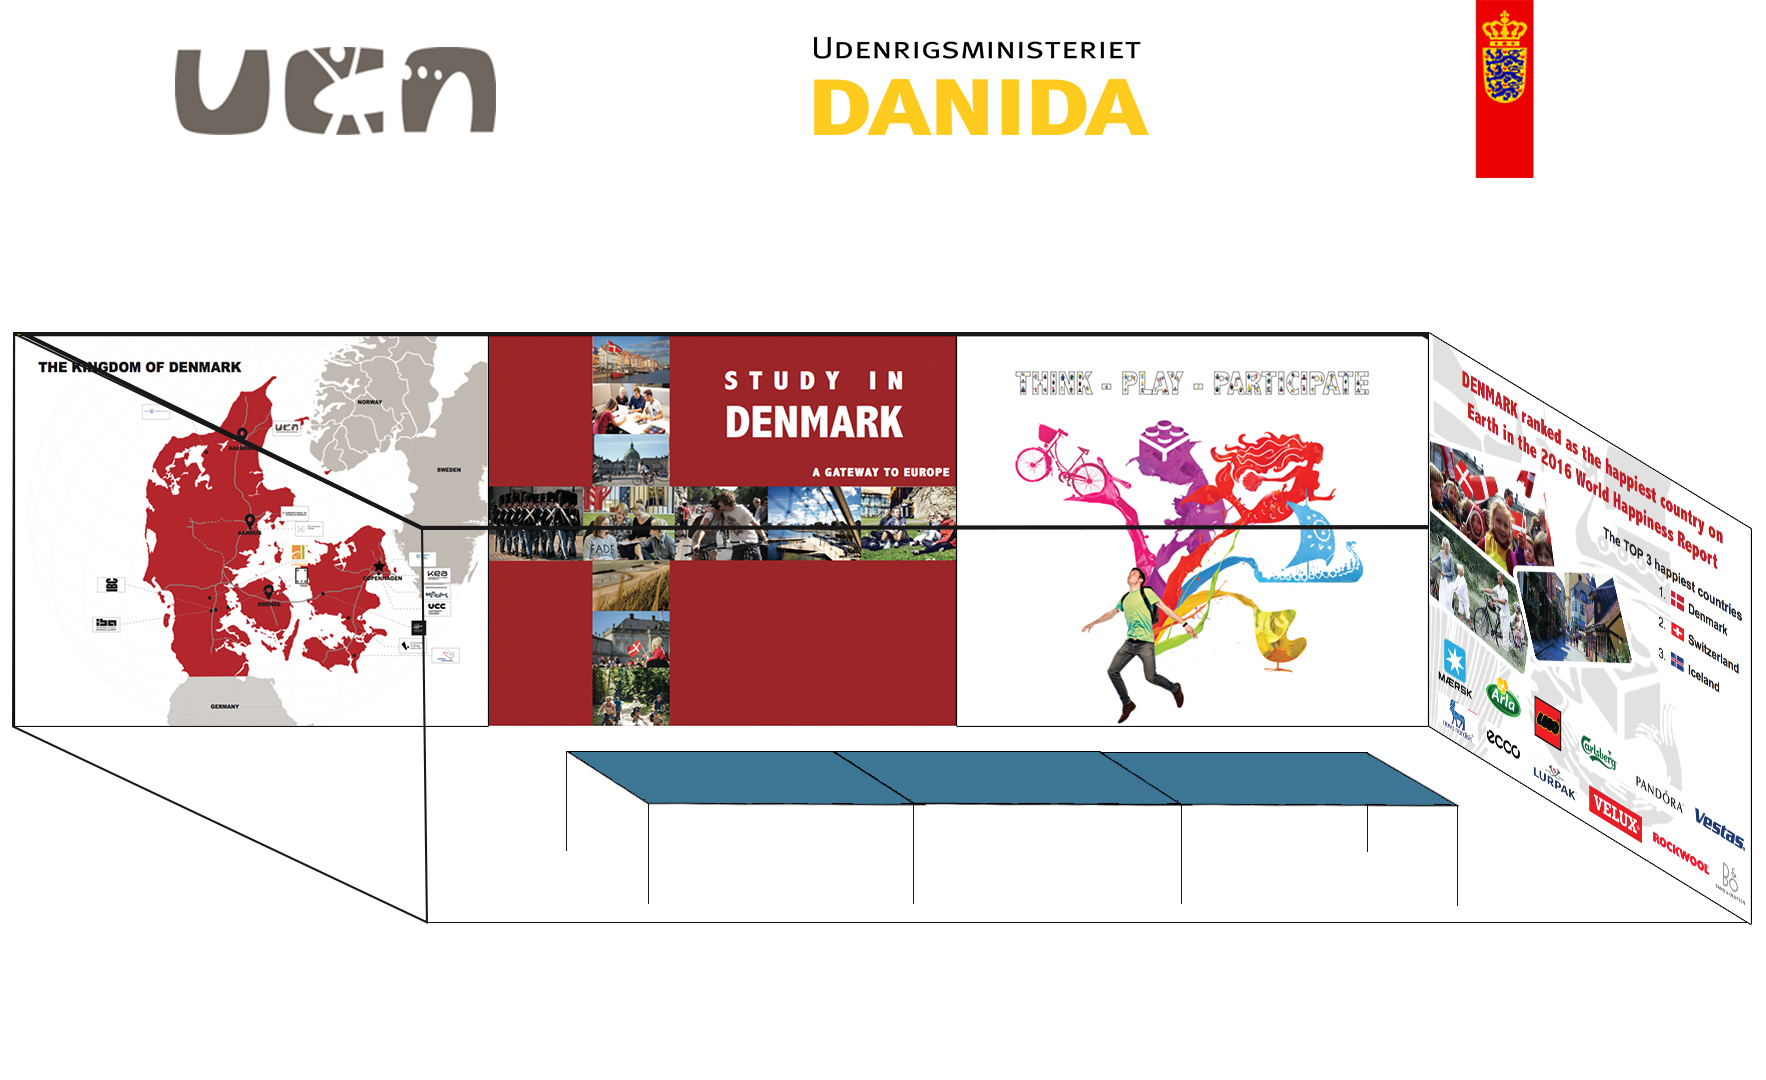 ucn
UDENRIGSMINISTERIET
DANIDA
THE KINGDOM OF DENMARK
NORWAY
SWEDEN
ucn
AALBORG
AARHUS
COPENHAGEN
ODENSE
GERMANY
IBC
iba
Kea
UCC
STUDY IN
DENMARK
A GATEWAY TO EUROPE
THINK - PLAY - PARTICIPATE
DENMARK ranked as the happiest country on
Earth in the 2016 World Happiness Report
The TOP 3 happiest countries
1. Denmark
2. Switzerland
3. Iceland
MÆRSK
Arla
LEGO
Carlsberg
PANDÖRA
Vestas
novo nordisk
ecco
LURPAK
VELUX
ROCKWOOL
B&O